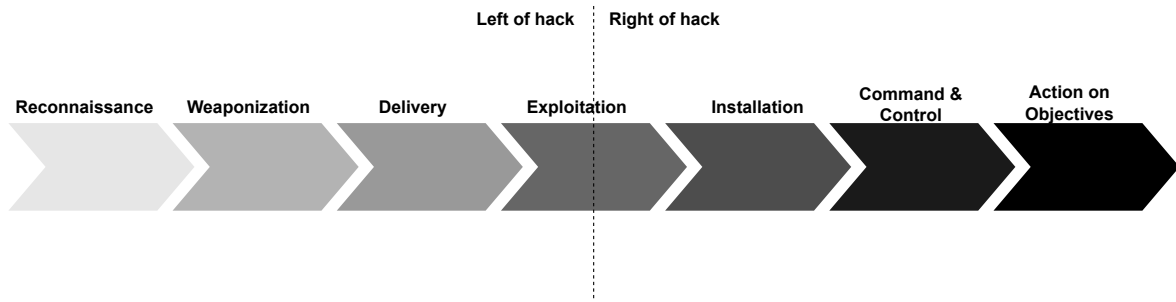 Left of hack
Right of hack
Reconnaissance
Weaponization
Delivery
Exploitation
Installation
Command &
Control
Action on
Objectives